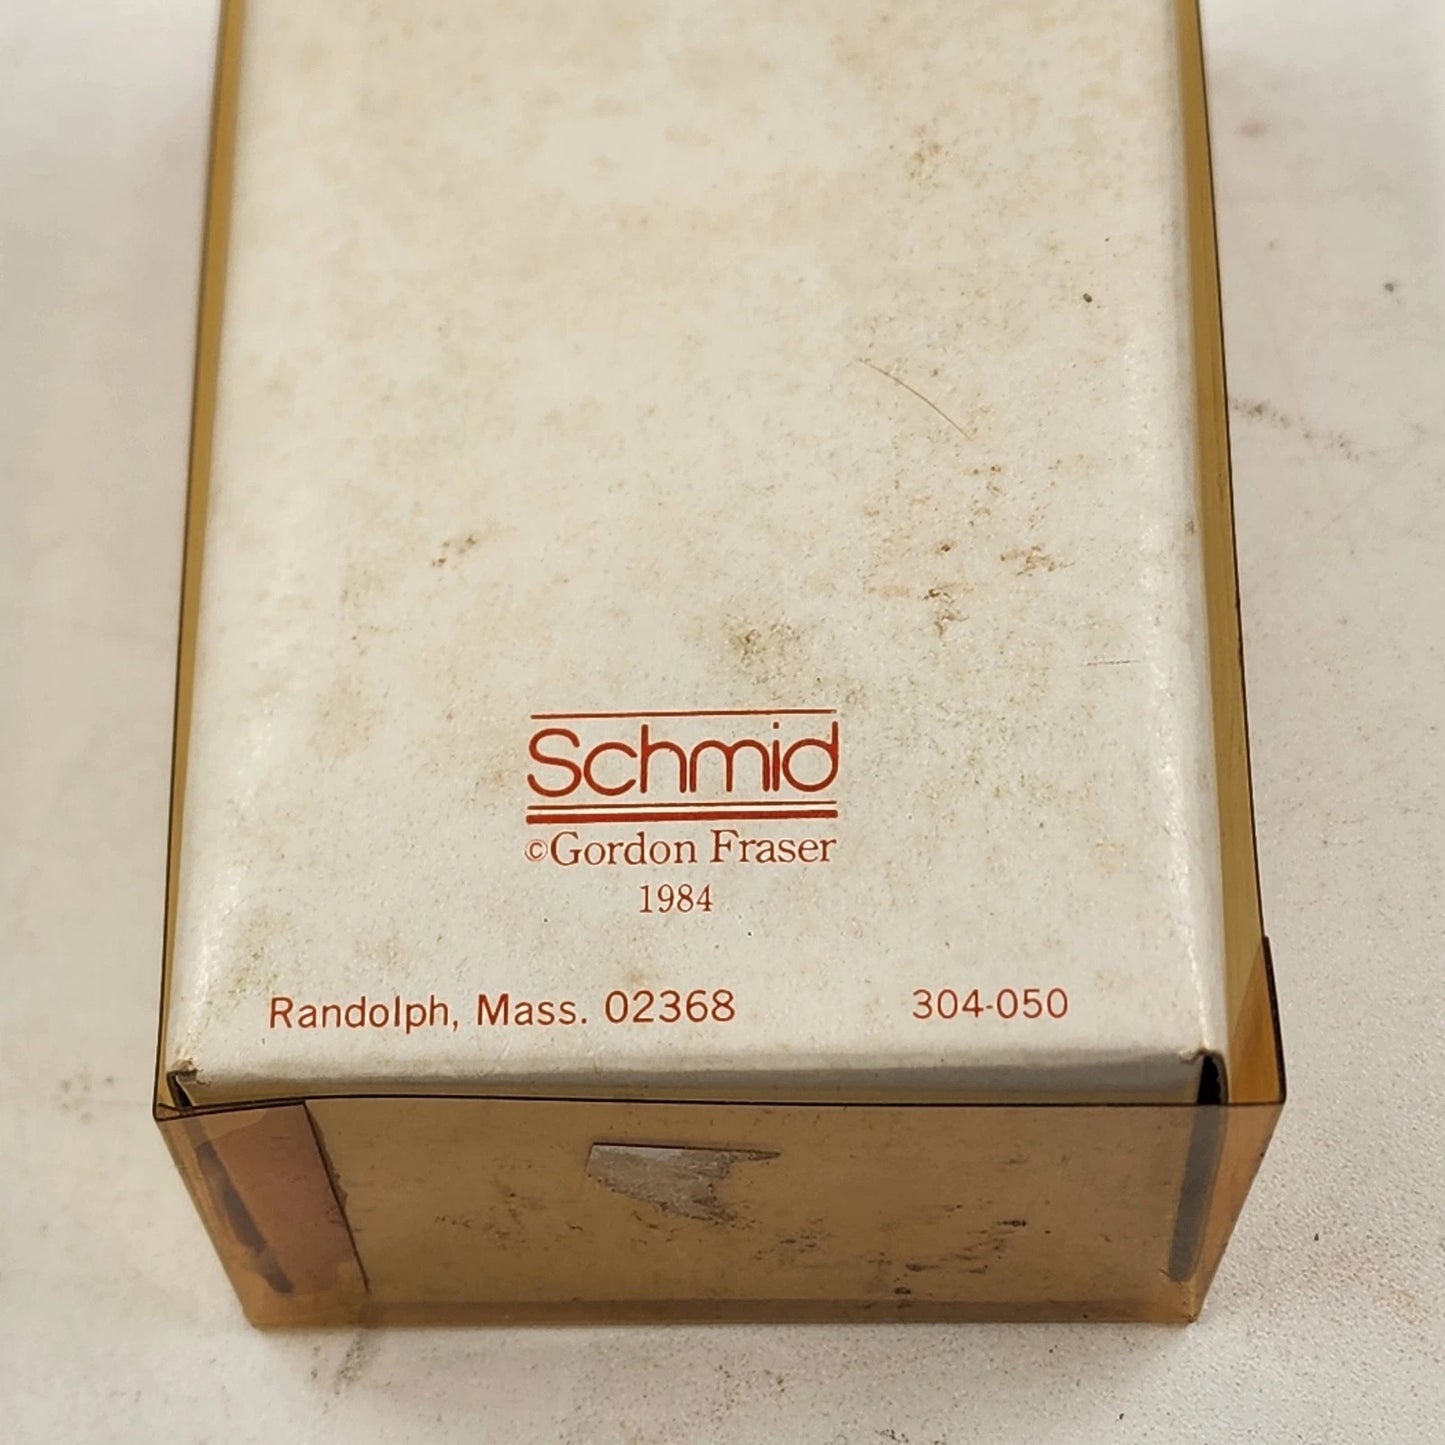 Schmid
©Gordon Fraser
1984
Randolph, Mass. 02368 304-050